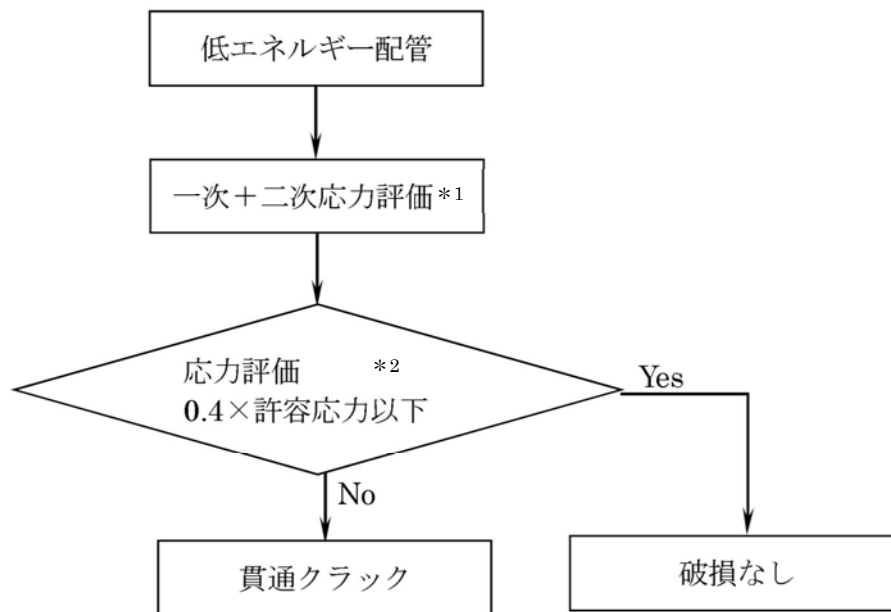 低エネルギー配管
一次＋二次応力評価＊1
応力評価 ＊2
0.4×許容応力以下
Yes
No
貫通クラック
破損なし